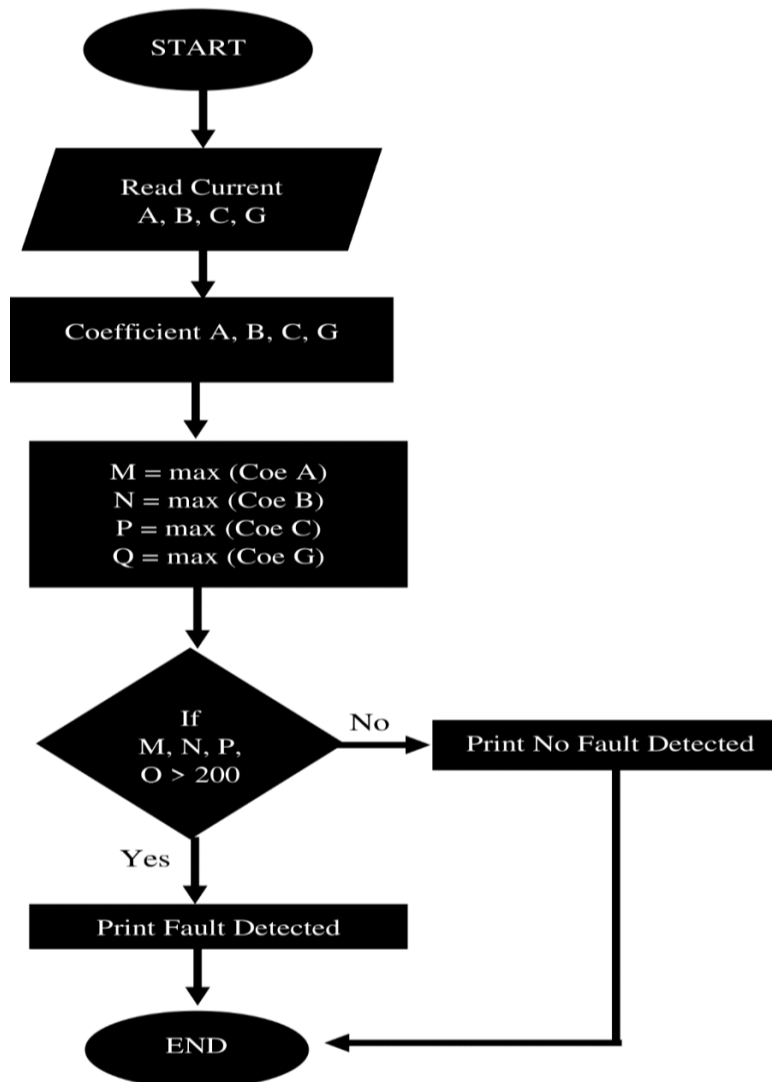 START
Read Current
A, B, C, G
Coefficient A, B, C, G
M = max (Coe A)
N = max (Coe B)
P = max (Coe C)
Q = max (Coe G)
If
M, N, P,
O > 200
No
Print No Fault Detected
Yes
Print Fault Detected
END